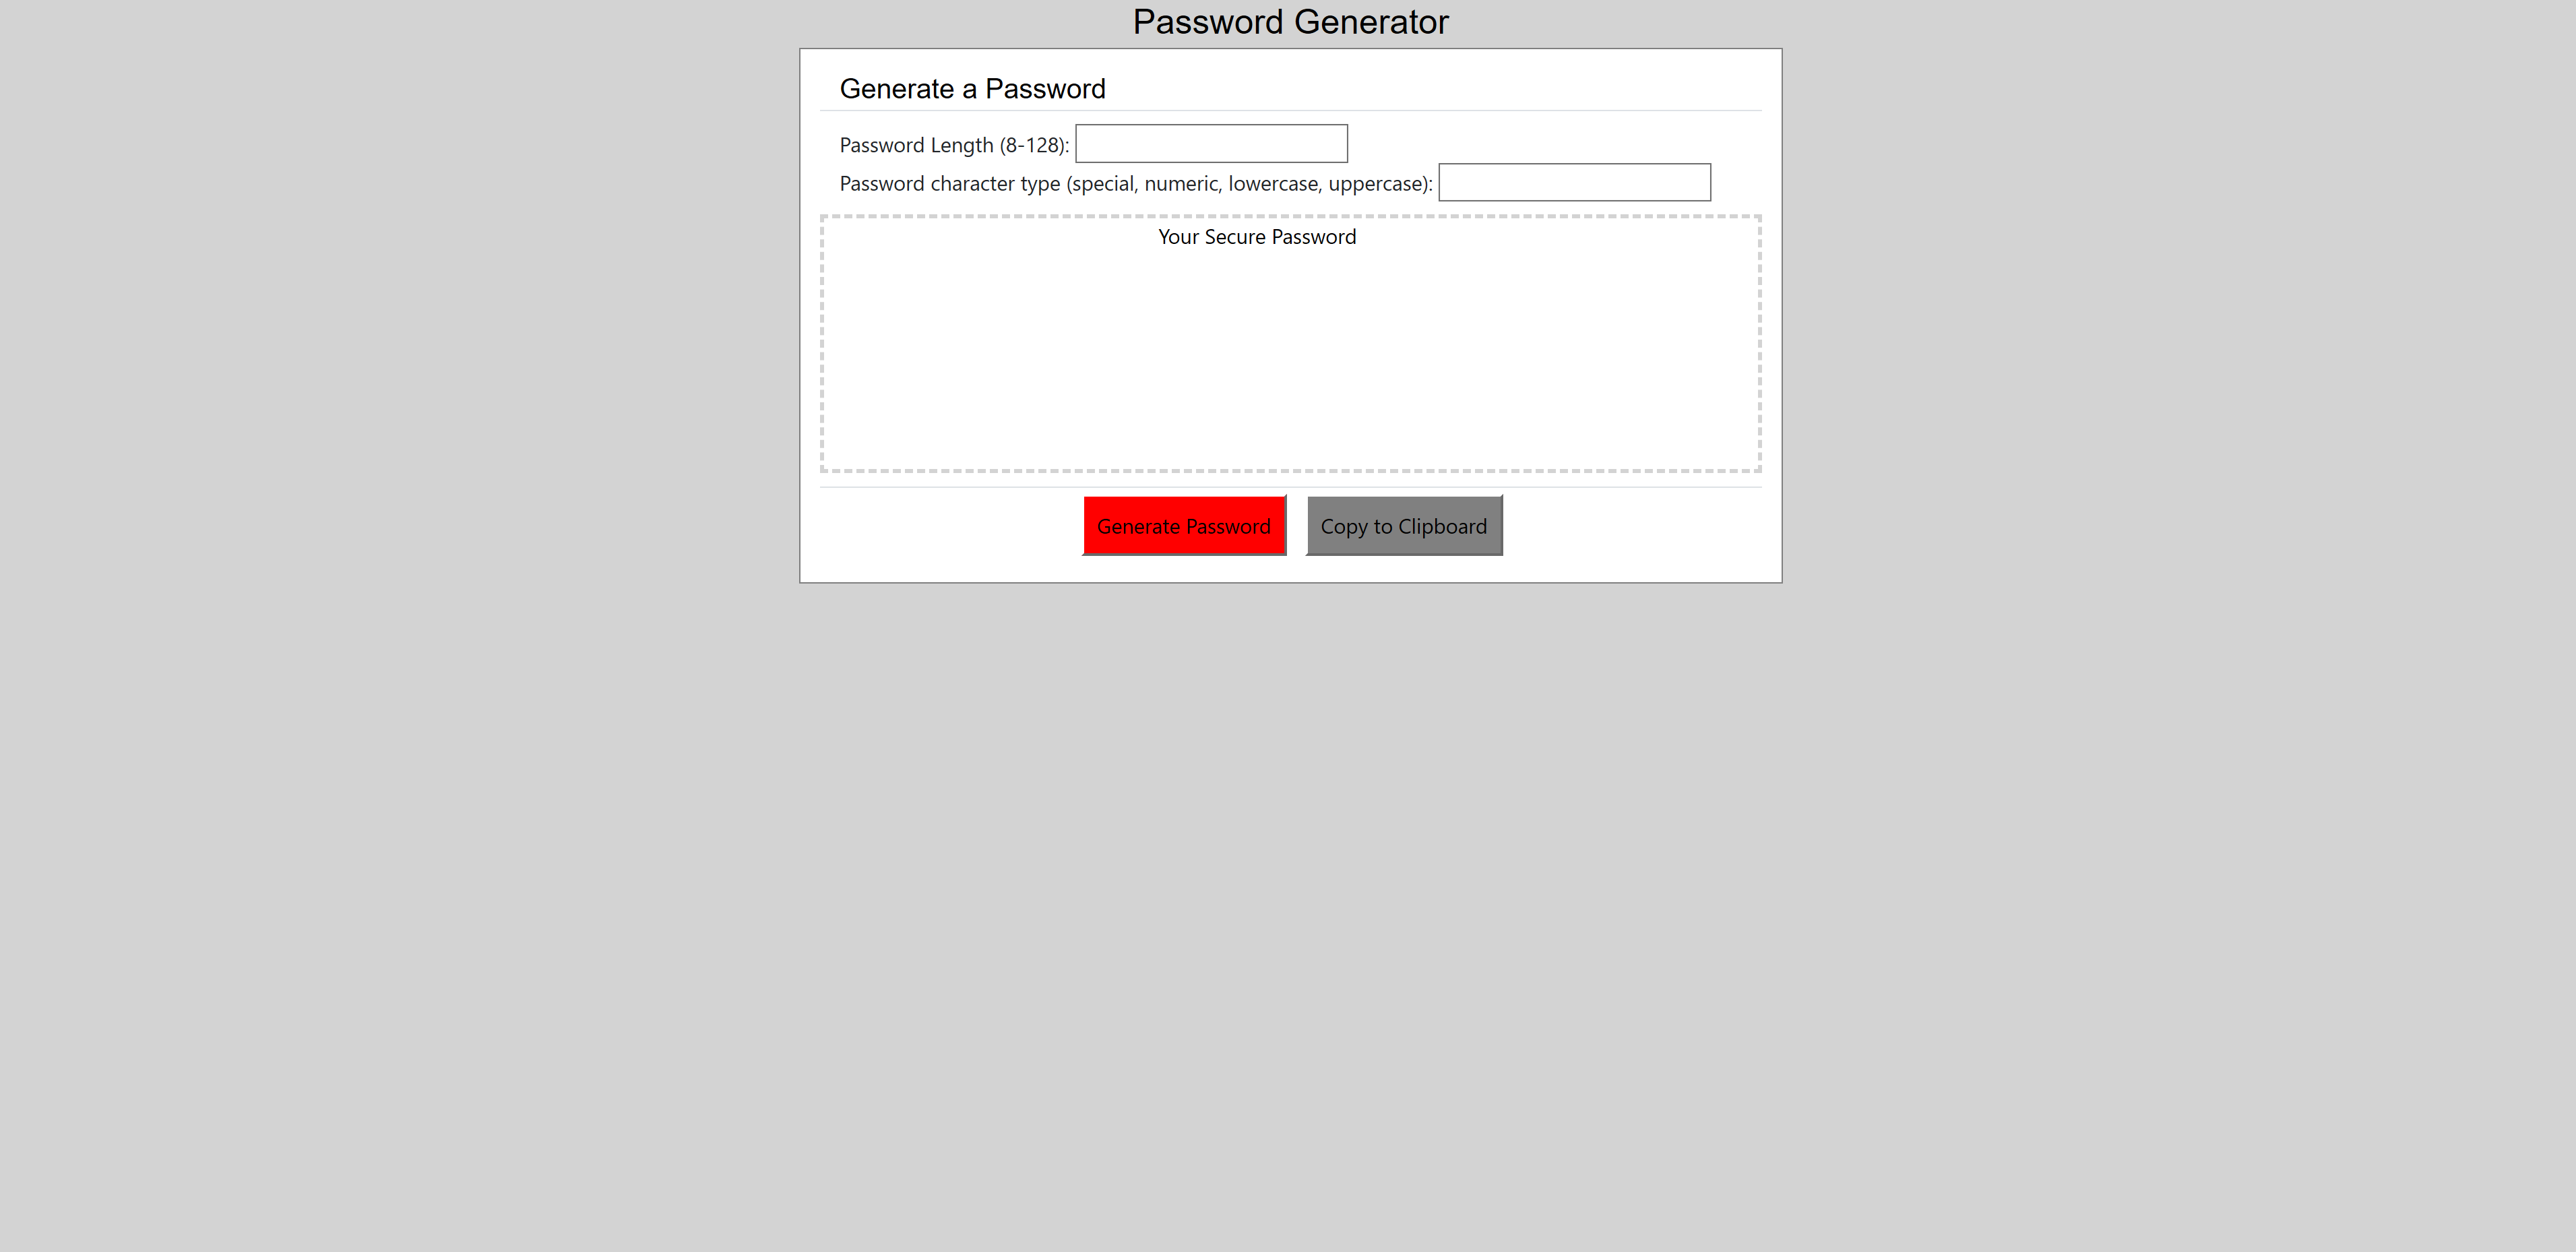 Password Generator
Generate a Password
Password Length (8-128):
Password character type (special, numeric, lowercase, uppercase):
Your Secure Password
Generate Password
Copy to Clipboard